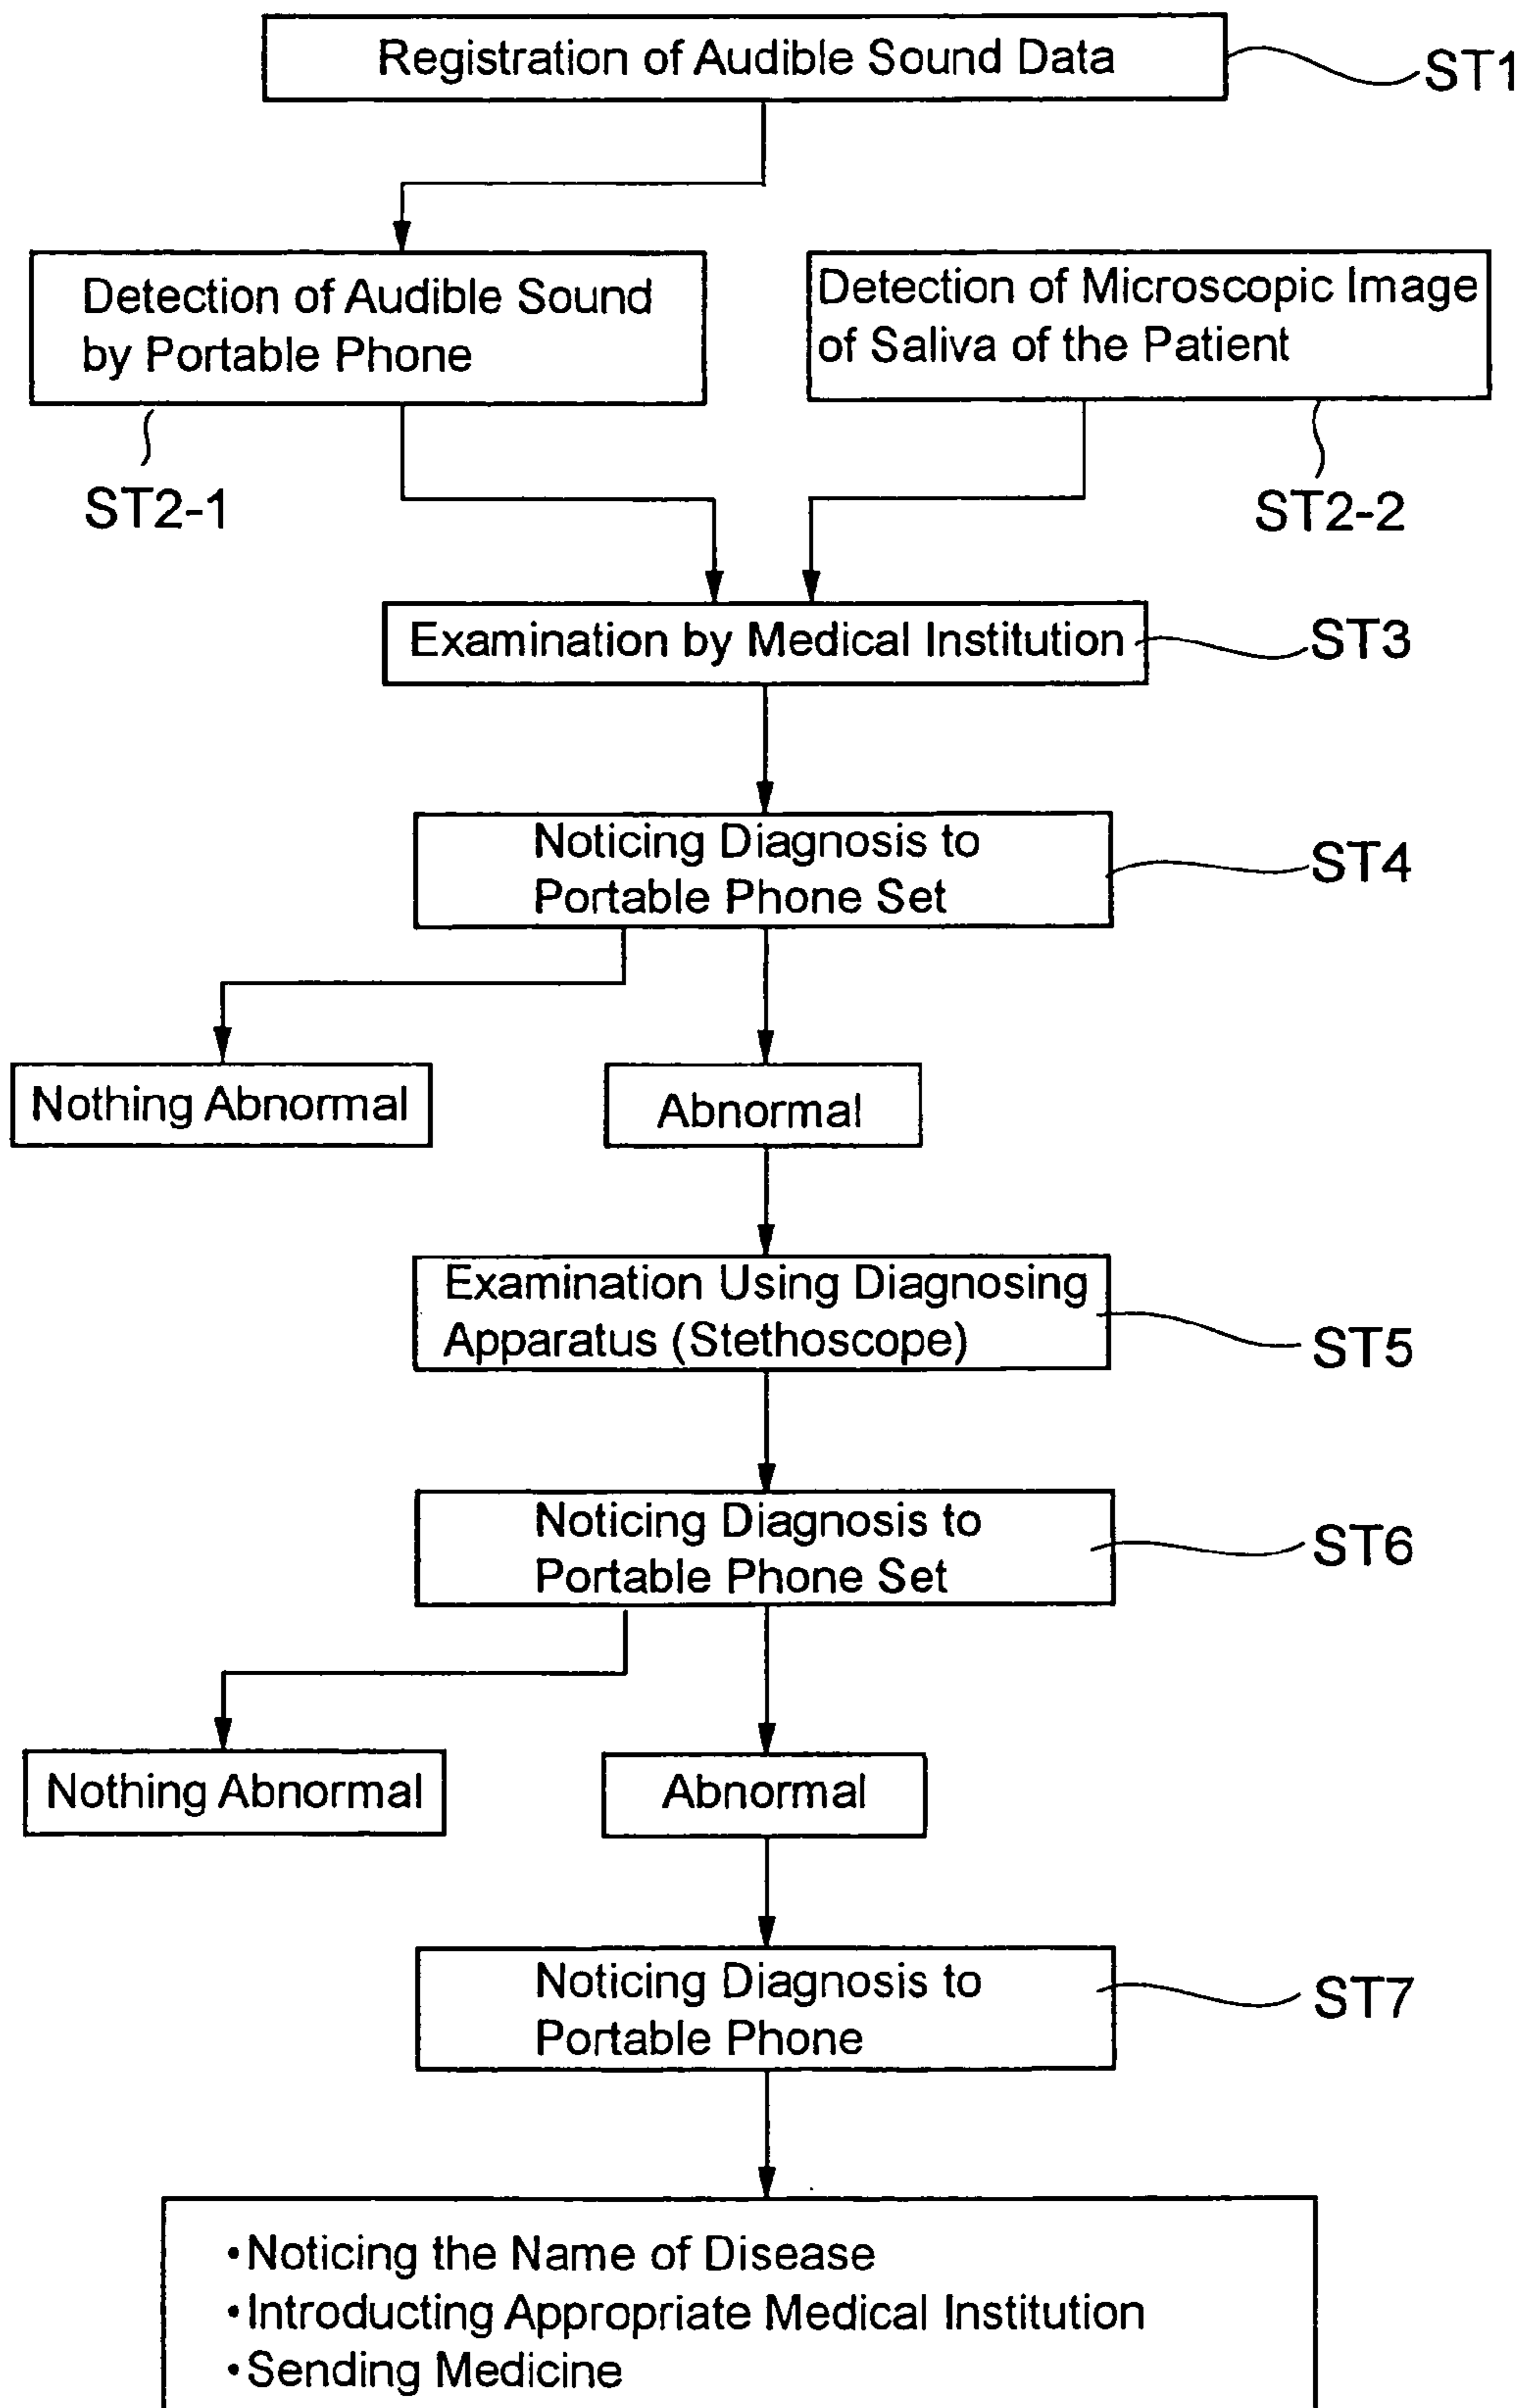 Registration of Audible Sound Data
ST1
Detection of Audible Sound
by Portable Phone
ST2-1
Detection of Microscopic Image
of Saliva of the Patient
ST2-2
Examination by Medical Institution
ST3
Noticing Diagnosis to
Portable Phone Set
ST4
Nothing Abnormal
Abnormal
Examination Using Diagnosing
Apparatus (Stethoscope)
ST5
Noticing Diagnosis to
Portable Phone Set
ST6
Nothing Abnormal
Abnormal
Noticing Diagnosis to
Portable Phone
ST7
•Noticing the Name of Disease
•Introducting Appropriate Medical Institution
•Sending Medicine